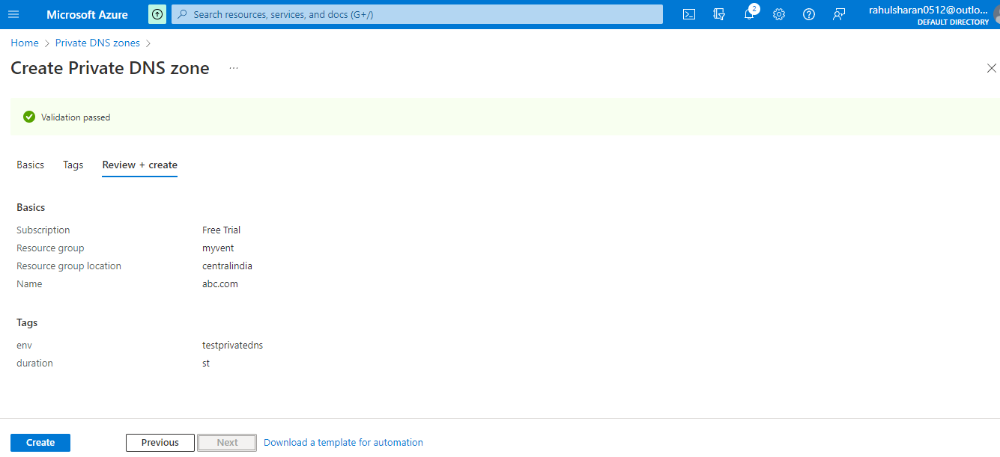 Microsoft Azure
Search resources, services, and docs (G+/)
2
rahulsharan0512@outlo...
DEFAULT DIRECTORY
Home > Private DNS zones >
Create Private DNS zone ...
Validation passed
Basics Tags Review + create
Basics
Subscription Free Trial
Resource group myvent
Resource group location centralindia
Name abc.com
Tags
env testprivatedns
duration st
Create Previous Next Download a template for automation